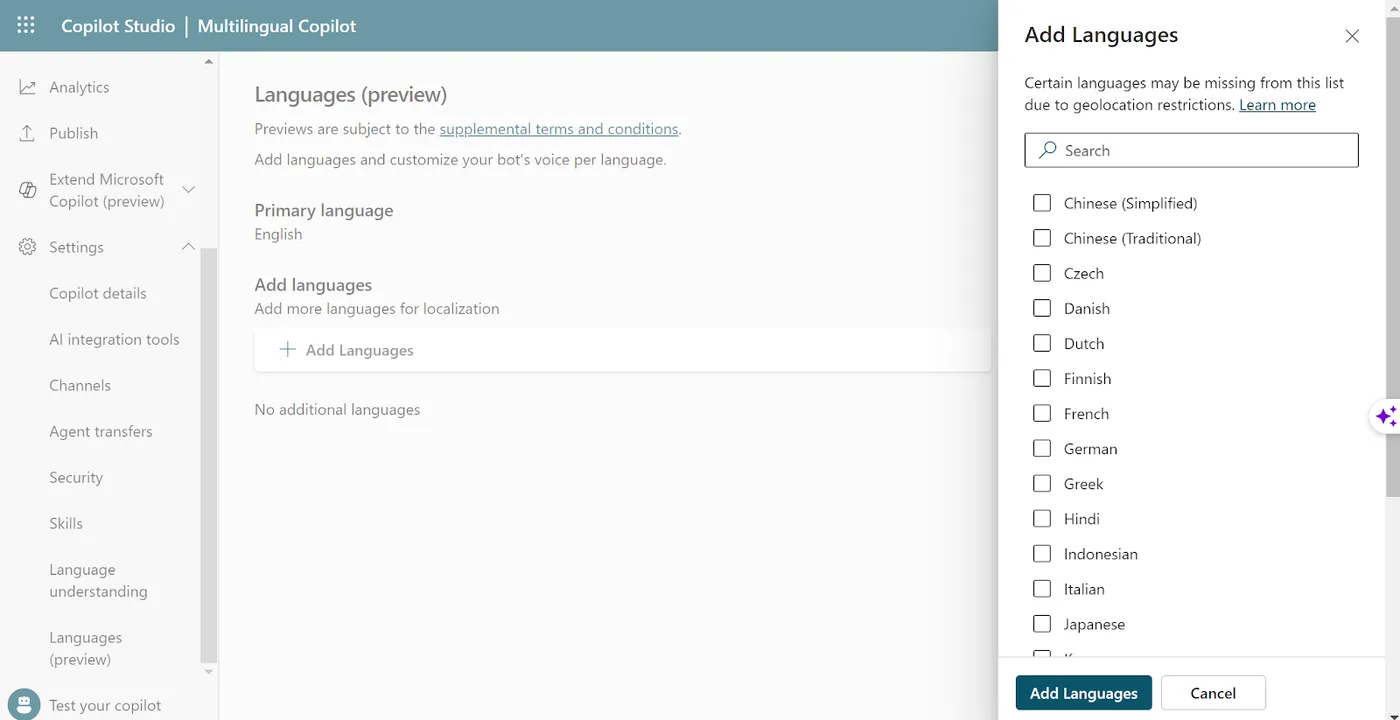 Copilot Studio | Multilingual Copilot
Analytics
Publish
Extend Microsoft
Copilot (preview)
Settings
Copilot details
AI integration tools
Channels
Agent transfers
Security
Skills
Language
understanding
Languages
(preview)
Test your copilot
Languages (preview)
Previews are subject to the supplemental terms and conditions.
Add languages and customize your bot's voice per language.
Primary language
English
Add languages
Add more languages for localization
Add Languages
No additional languages
Add Languages
Certain languages may be missing from this list
due to geolocation restrictions. Learn more
Search
Chinese (Simplified)
Chinese (Traditional)
Czech
Danish
Dutch
Finnish
French
German
Greek
Hindi
Indonesian
Italian
Japanese
Add Languages
Cancel